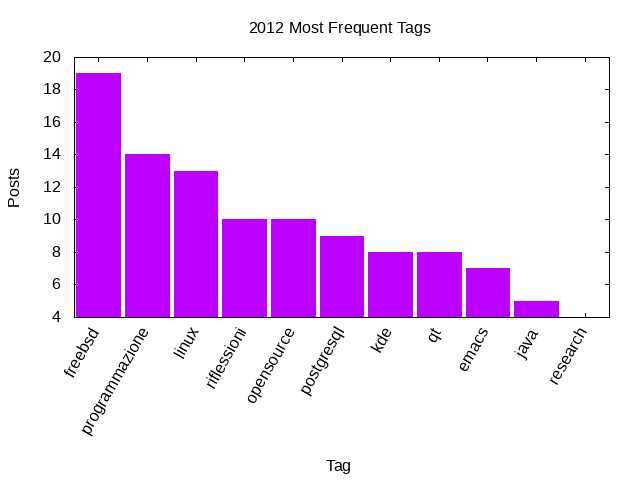 2012 Most Frequent Tags
20
18
16
14
12
10
8
6
4
Posts
freebsd
programmazione
linux
riflessioni
opensource
postgresql
kde
qt
emacs
java
research
Tag